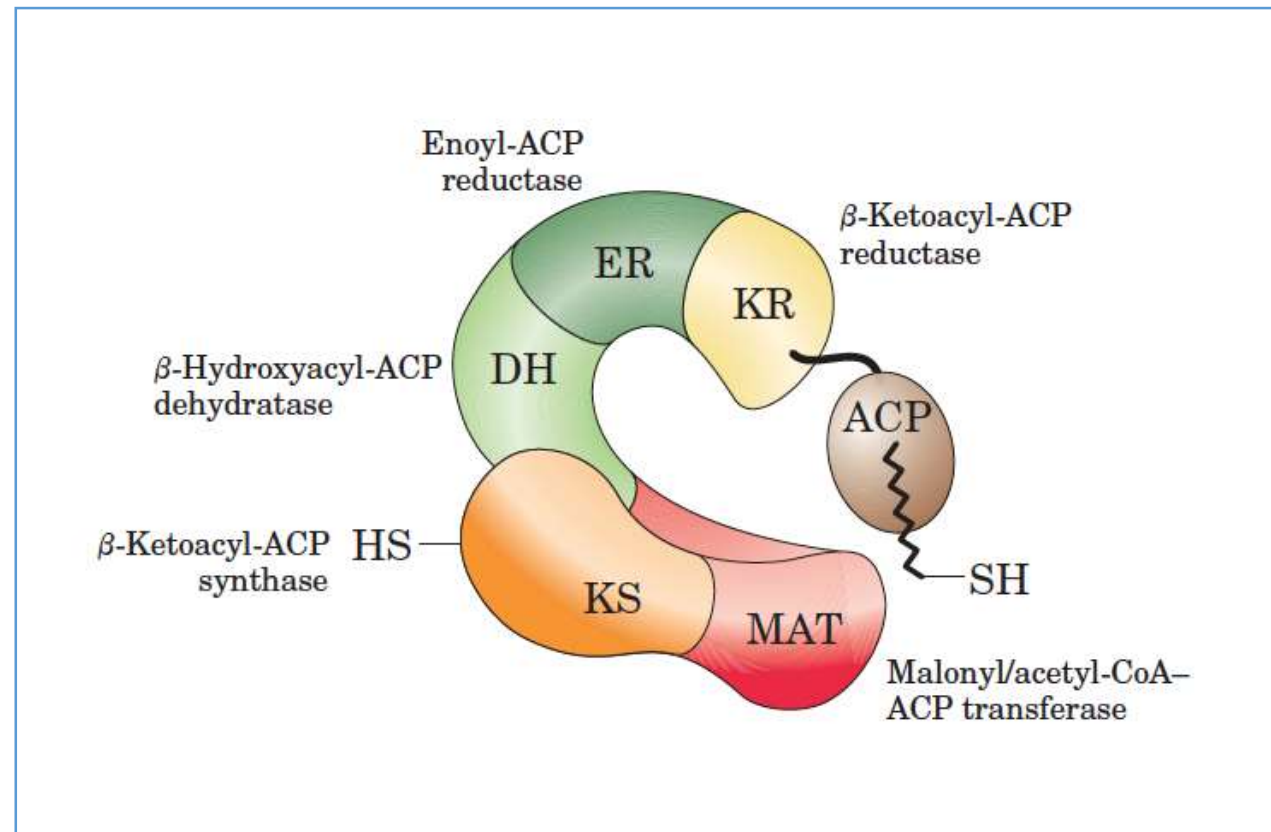 Enoyl-ACP
reductase
β-Ketoacyl-ACP
reductase
ER
KR
β-Hydroxyacyl-ACP
dehydratase
DH
ACP
β-Ketoacyl-ACP
synthase
HS
KS
MAT
SH
Malonyl/acetyl-CoA–
ACP transferase